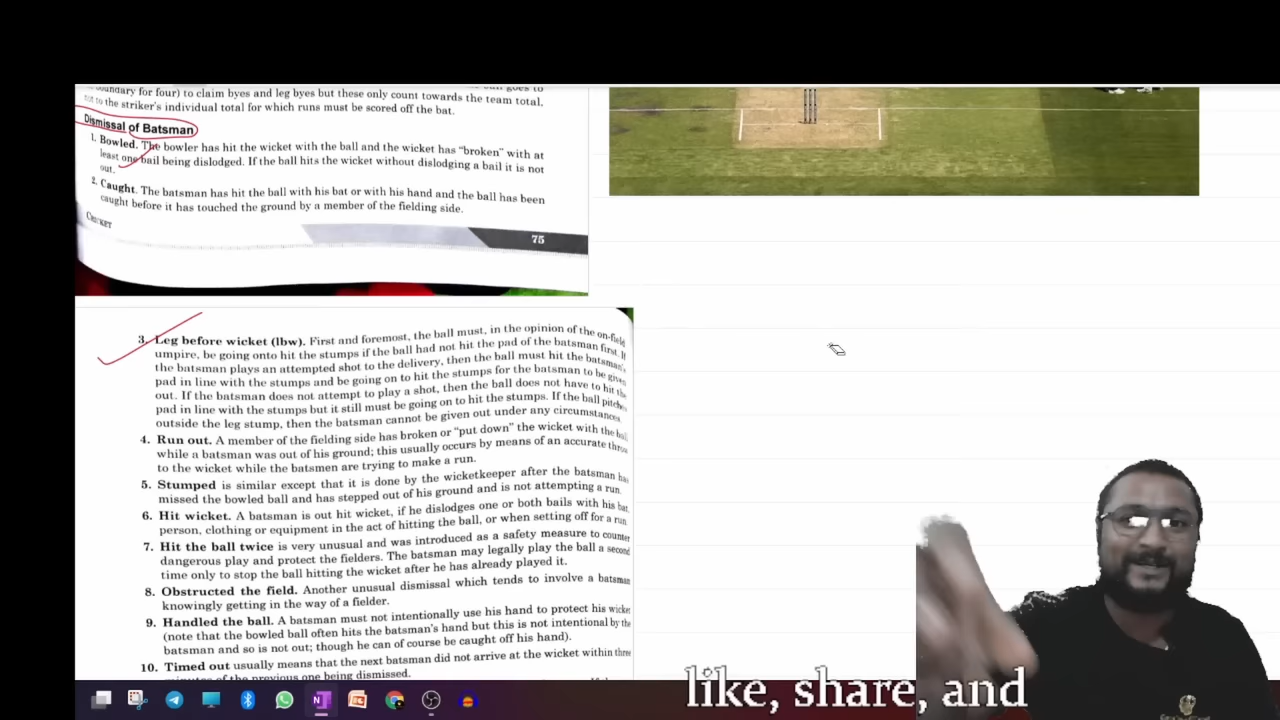 boundary for four) to claim byes and leg byes but these only count towards the team total,
to the striker's individual total for which runs must be scored off the bat.
Dismissal of Batsman
1. Bowled. The bowler has hit the wicket with the ball and the wicket has "broken" with at
least one bail being dislodged. If the ball hits the wicket without dislodging a bail it is not
out.
2. Caught. The batsman has hit the ball with his bat or with his hand and the ball has been
caught before it has touched the ground by a member of the fielding side.
CRICKET
75
3. Leg before wicket (lbw). First and foremost, the ball must, in the opinion of the on-field
umpire, be going onto hit the stumps if the ball had not hit the pad of the batsman first. If
the batsman plays an attempted shot to the delivery, then the ball must hit the batsman's
pad in line with the stumps and be going on to hit the stumps for the batsman to be given
out. If the batsman does not attempt to play a shot, then the ball does not have to hit the
pad in line with the stumps but it still must be going on to hit the stumps. If the ball pitches
outside the leg stump, then the batsman cannot be given out under any circumstances.
4. Run out. A member of the fielding side has broken or "put down" the wicket with the ball
while a batsman was out of his ground; this usually occurs by means of an accurate throw
to the wicket while the batsmen are trying to make a run.
5. Stumped is similar except that it is done by the wicketkeeper after the batsman has
missed the bowled ball and has stepped out of his ground and is not attempting a run.
6. Hit wicket. A batsman is out hit wicket, if he dislodges one or both bails with his bat,
person, clothing or equipment in the act of hitting the ball, or when setting off for a run
7. Hit the ball twice is very unusual and was introduced as a safety measure to counter
dangerous play and protect the fielders. The batsman may legally play the ball a second
time only to stop the ball hitting the wicket after he has already played it.
8. Obstructed the field. Another unusual dismissal which tends to involve a batsman
knowingly getting in the way of a fielder.
9. Handled the ball. A batsman must not intentionally use his hand to protect his wicket
(note that the bowled ball often hits the batsman's hand but this is not intentional by the
batsman and so is not out; though he can of course be caught off his hand).
10. Timed out usually means that the next batsman did not arrive at the wicket within three
of the previous one being dismissed.
like, share, and